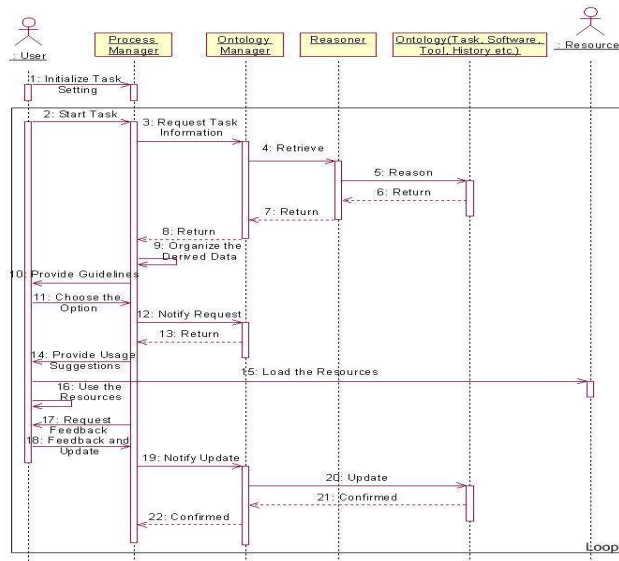 : User
Process
Manager
Ontology
Manager
Reasoner
Ontology(Task, Software,
Tool, History etc.)
: Resource
1: Initialize Task
Setting
2: Start Task
3: Request Task
Information
4: Retrieve
5: Reason
6: Return
7: Return
8: Return
9: Organize the
Derived Data
10: Provide Guidelines
11: Choose the
Option
12: Notify Request
13: Return
14: Provide Usage
Suggestions
15: Load the Resources
16: Use the
Resources
17: Request
Feedback
18: Feedback and
Update
19: Notify Update
20: Update
21: Confirmed
22: Confirmed
Loop